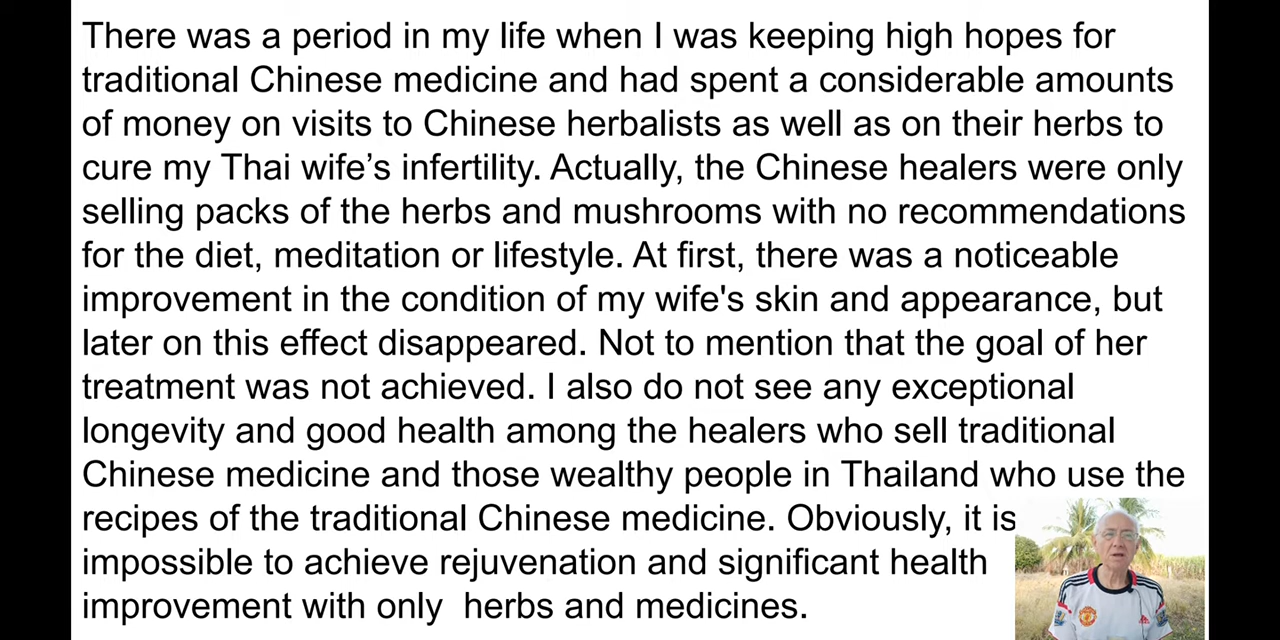 There was a period in my life when I was keeping high hopes for
traditional Chinese medicine and had spent a considerable amounts
of money on visits to Chinese herbalists as well as on their herbs to
cure my Thai wife’s infertility. Actually, the Chinese healers were only
selling packs of the herbs and mushrooms with no recommendations
for the diet, meditation or lifestyle. At first, there was a noticeable
improvement in the condition of my wife's skin and appearance, but
later on this effect disappeared. Not to mention that the goal of her
treatment was not achieved. I also do not see any exceptional
longevity and good health among the healers who sell traditional
Chinese medicine and those wealthy people in Thailand who use the
recipes of the traditional Chinese medicine. Obviously, it is
impossible to achieve rejuvenation and significant health
improvement with only  herbs and medicines.